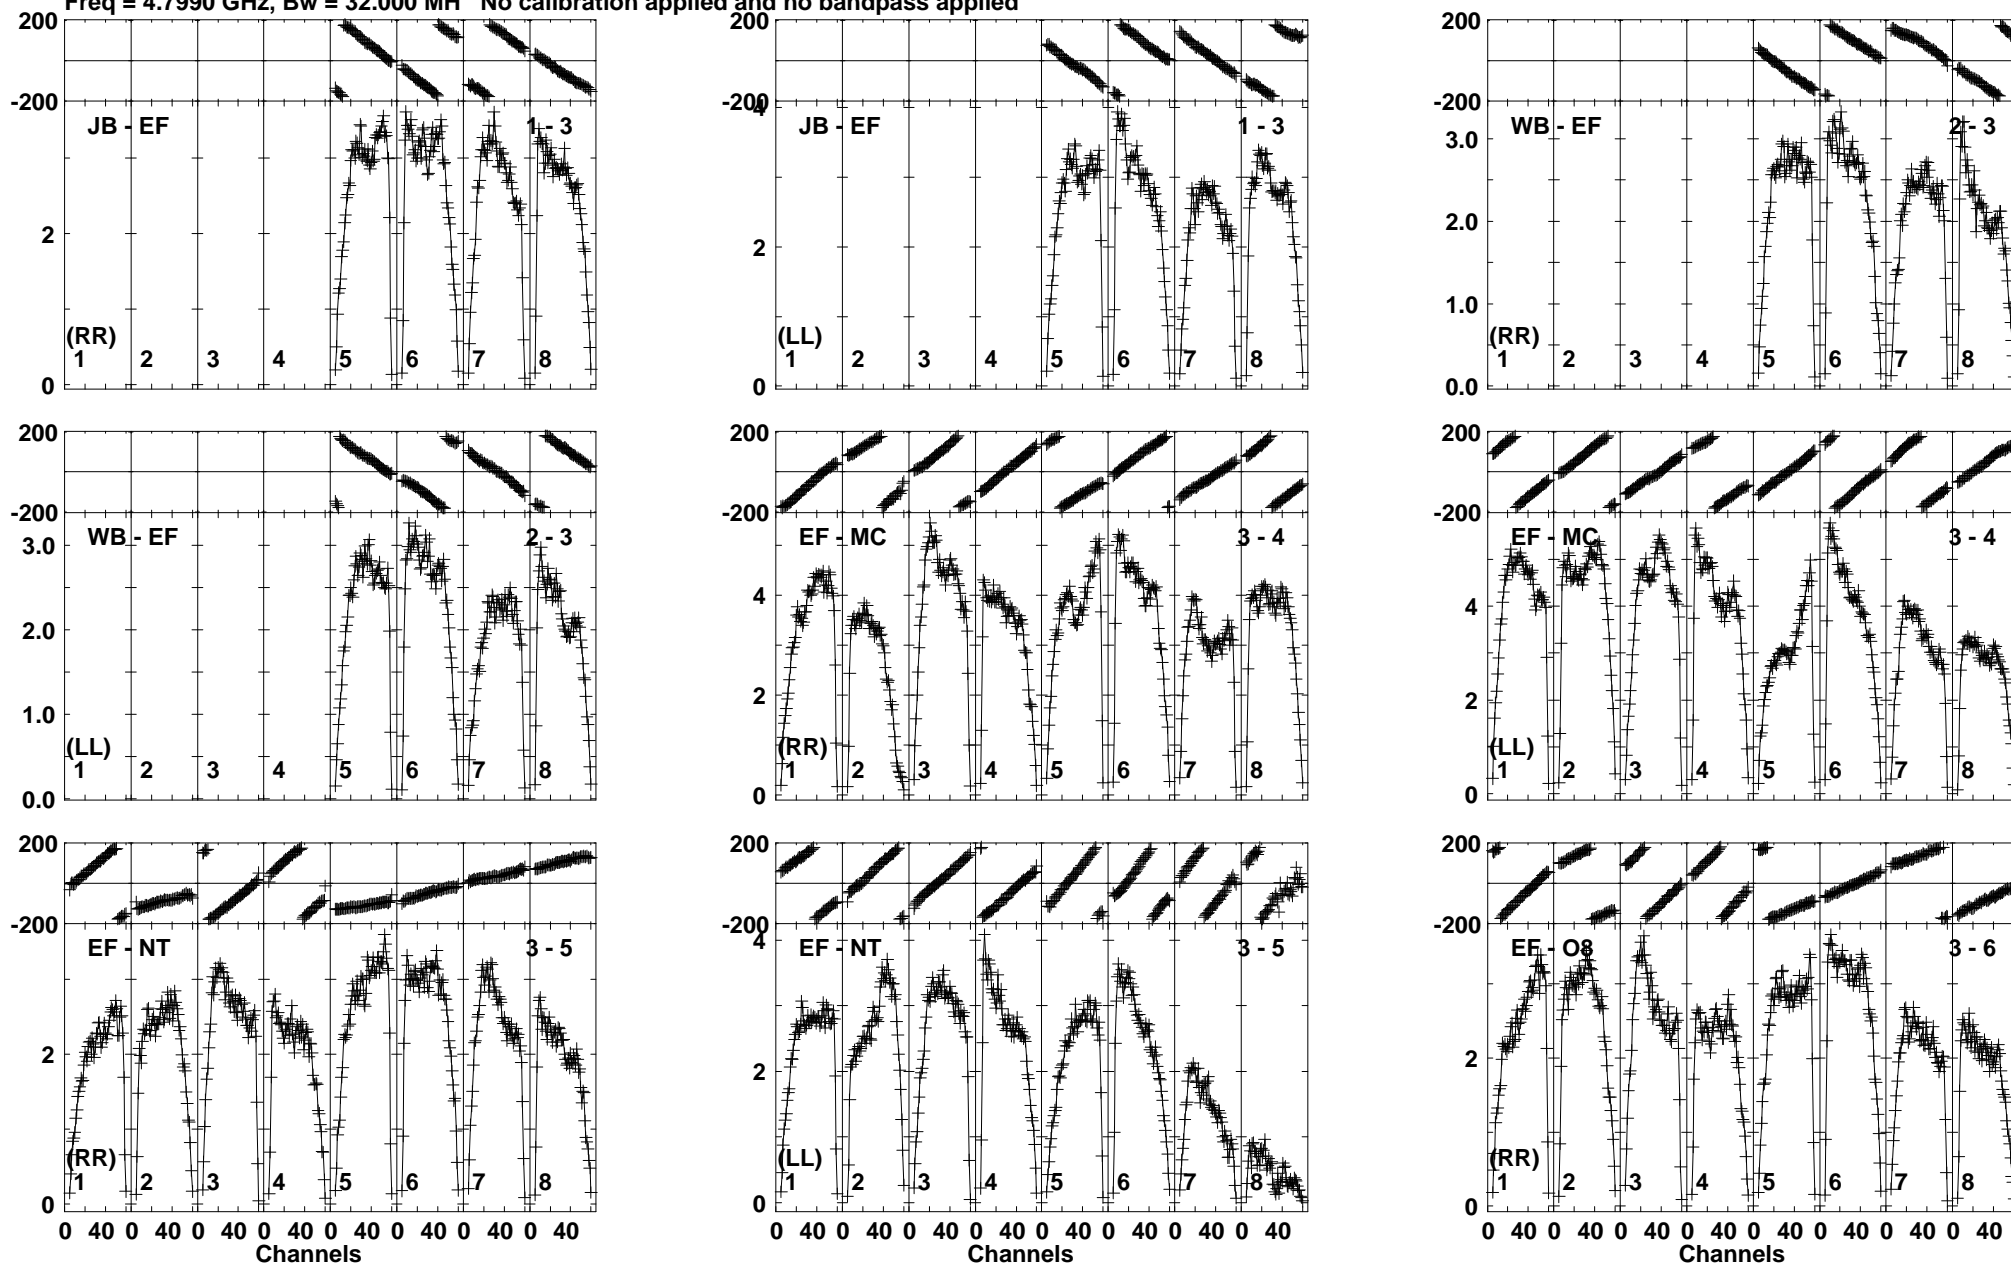 Freq = 4.7990 GHz, Bw = 32.000 MH No calibration applied and no bandpass applied
200 200 200
-200 -200 -200
JB - EF 1 - 3 4 JB - EF 1 - 3 WB - EF 2 - 3
3.0
2 2 2.0
1.0
(RR) (LL) (RR)
1 2 3 4 5 6 7 8 1 2 3 4 5 6 7 8 1 2 3 4 5 6 7 8
0 0 0.0
200 200 200
-200 -200 -200
WB - EF 2 - 3 EF - MC 3 - 4 EF - MC 3 - 4
3.0
4 4
2.0
2 2
1.0
(LL) (RR) (LL)
1 2 3 4 5 6 7 8 1 2 3 4 5 6 7 8 1 2 3 4 5 6 7 8
0.0 0 0
200 200 200
-200 -200 -200
EF - NT 3 - 5 4 EF - NT 3 - 5 EF - O8 3 - 6
2 2 2
(RR) (LL) (RR)
1 2 3 4 5 6 7 8 1 2 3 4 5 6 7 8 1 2 3 4 5 6 7 8
0 0 0
0 40 0 40 0 40 0 40 0 40 0 40 0 40 0 40 0 40 0 40 0 40 0 40 0 40 0 40 0 40 0 40 0 40 0 40 0 40 0 40 0 40 0 40 0 40 0 40
Channels Channels Channels